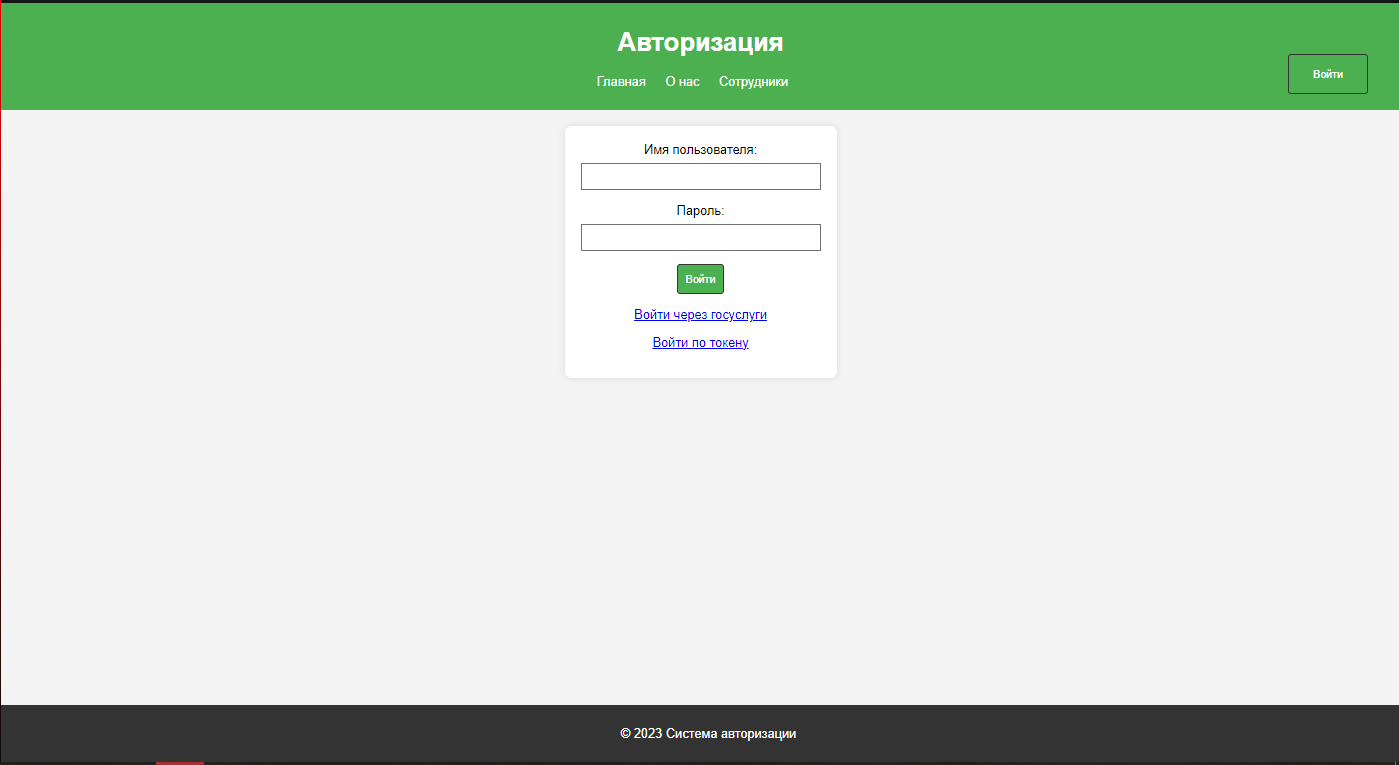 Авторизация
Главная О нас Сотрудники
Войти
Имя пользователя:
Пароль:
Войти
Войти через госуслуги
Войти по токену
© 2023 Система авторизации